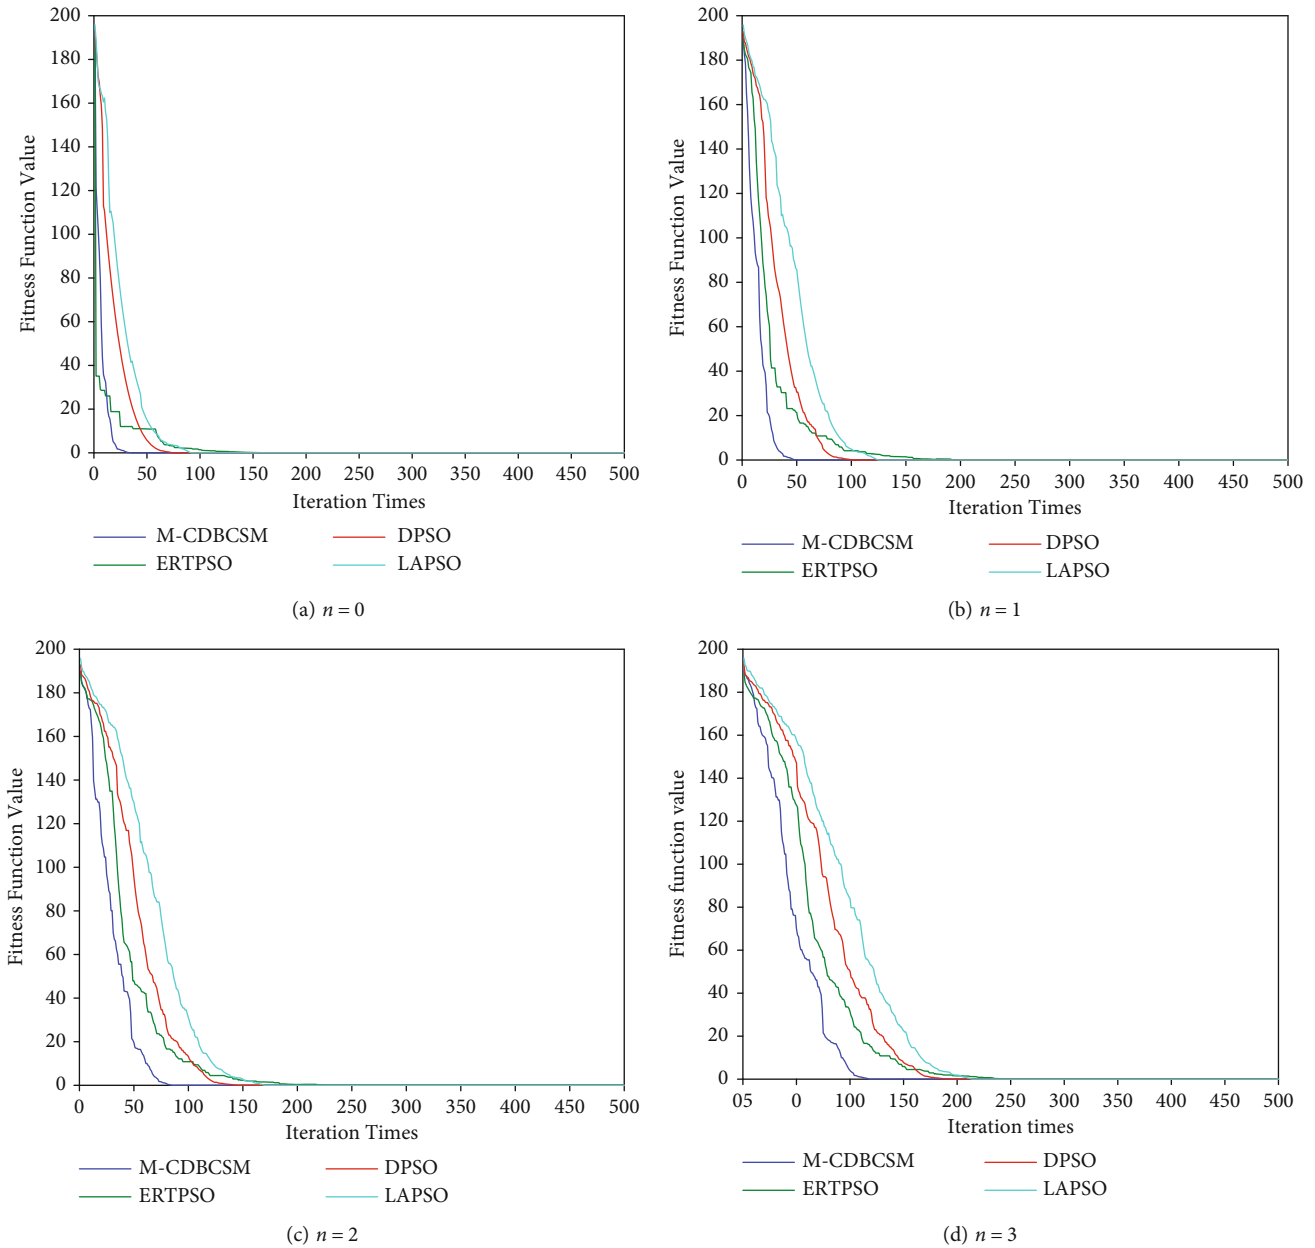 200
180
160
140
120
100
80
60
40
20
0
Fitness Function Value
0 50 100 150 200 250 300 350 400 450 500
Iteration Times
M-CDBCSM DPSO
ERTPSO LAPSO
(a) n = 0
200
180
160
140
120
100
80
60
40
20
0
Fitness Function Value
0 50 100 150 200 250 300 350 400 450 500
Iteration Times
M-CDBCSM DPSO
ERTPSO LAPSO
(b) n = 1
200
180
160
140
120
100
80
60
40
20
0
Fitness Function Value
0 50 100 150 200 250 300 350 400 450 500
Iteration Times
M-CDBCSM DPSO
ERTPSO LAPSO
(c) n = 2
200
180
160
140
120
100
80
60
40
20
0
Fitness function value
05 0 100 150 200 250 300 350 400 450 500
Iteration times
M-CDBCSM DPSO
ERTPSO LAPSO
(d) n = 3